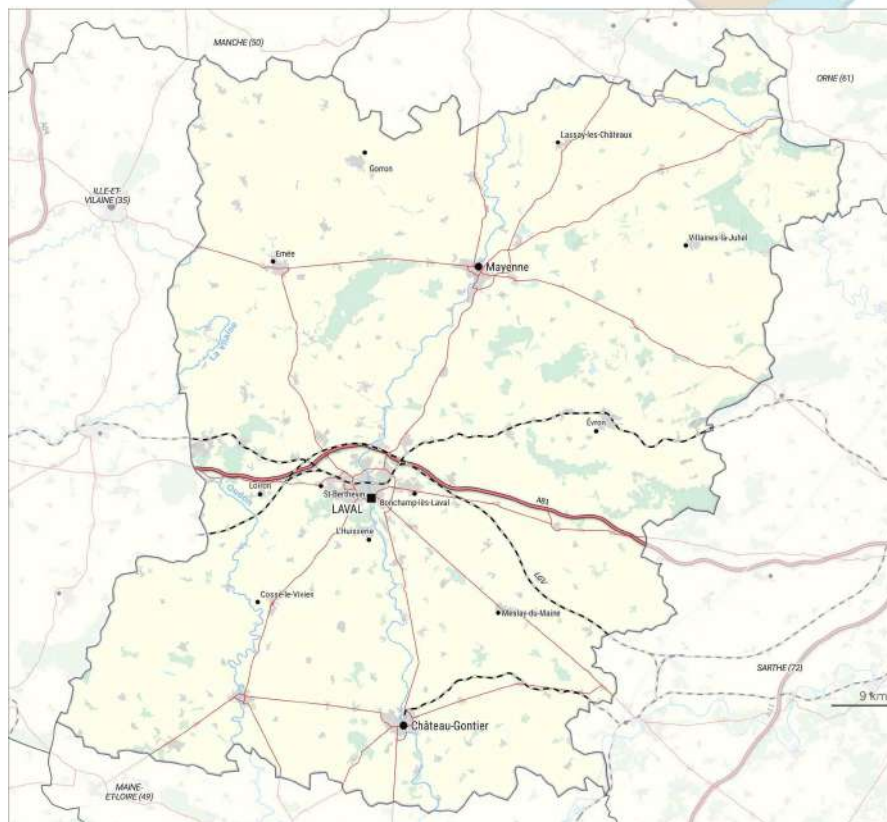 MANCHE (50)
ORNE (61)
Lassay-les-Châteaux
Gorron
ILLE-ET-
VILAINE (35)
Villaines-la-Juhel
Ernée
Mayenne
La Vilaine
Évron
Loiron
Oudon
St-Berthevin
Bonchamp-lès-Laval
A81
LAVAL
L'Huisserie
LGV
Cossé-le-Vivien
Meslay-du-Maine
SARTHE (72)
9 km
Château-Gontier
MAINE-
ET-LOIRE (49)